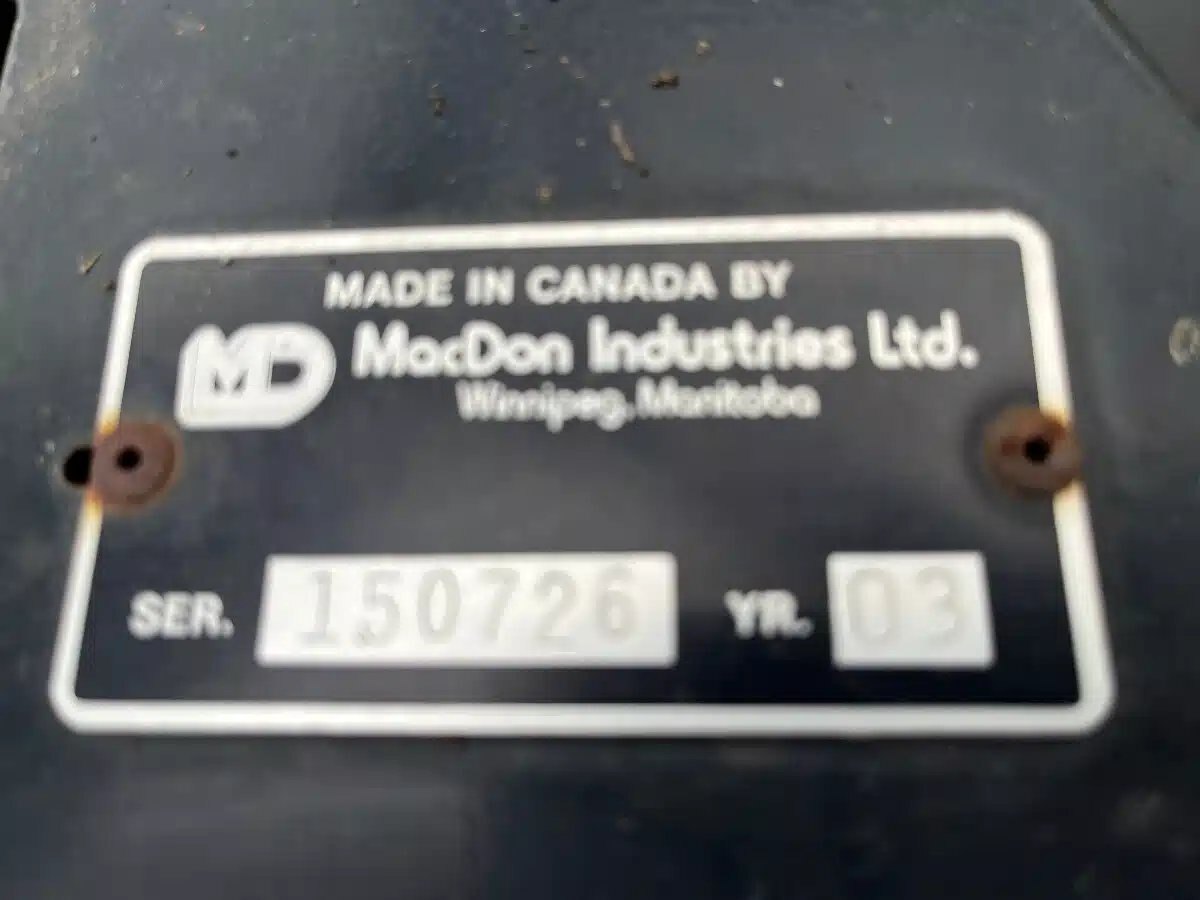 MADE IN CANADA BY
MD MacDon Industries Ltd.
Winnipeg, Manitoba
SER. 150726 YR. 03